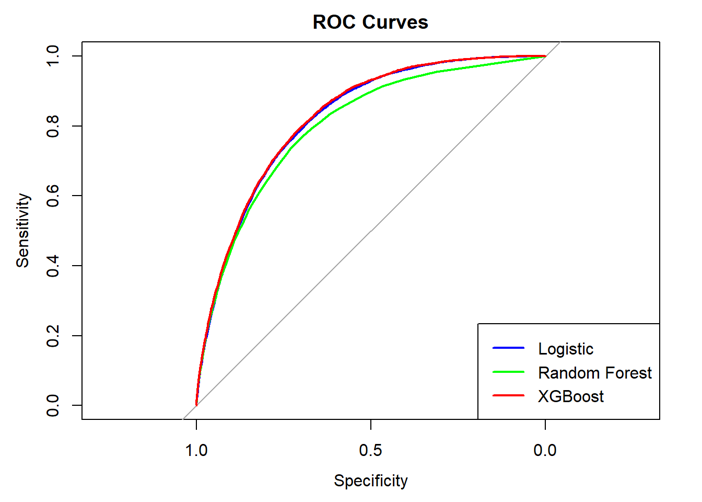 ROC Curves
Sensitivity
1.0
0.8
0.6
0.4
0.2
0.0
Logistic
Random Forest
XGBoost
1.0 0.5 0.0
Specificity